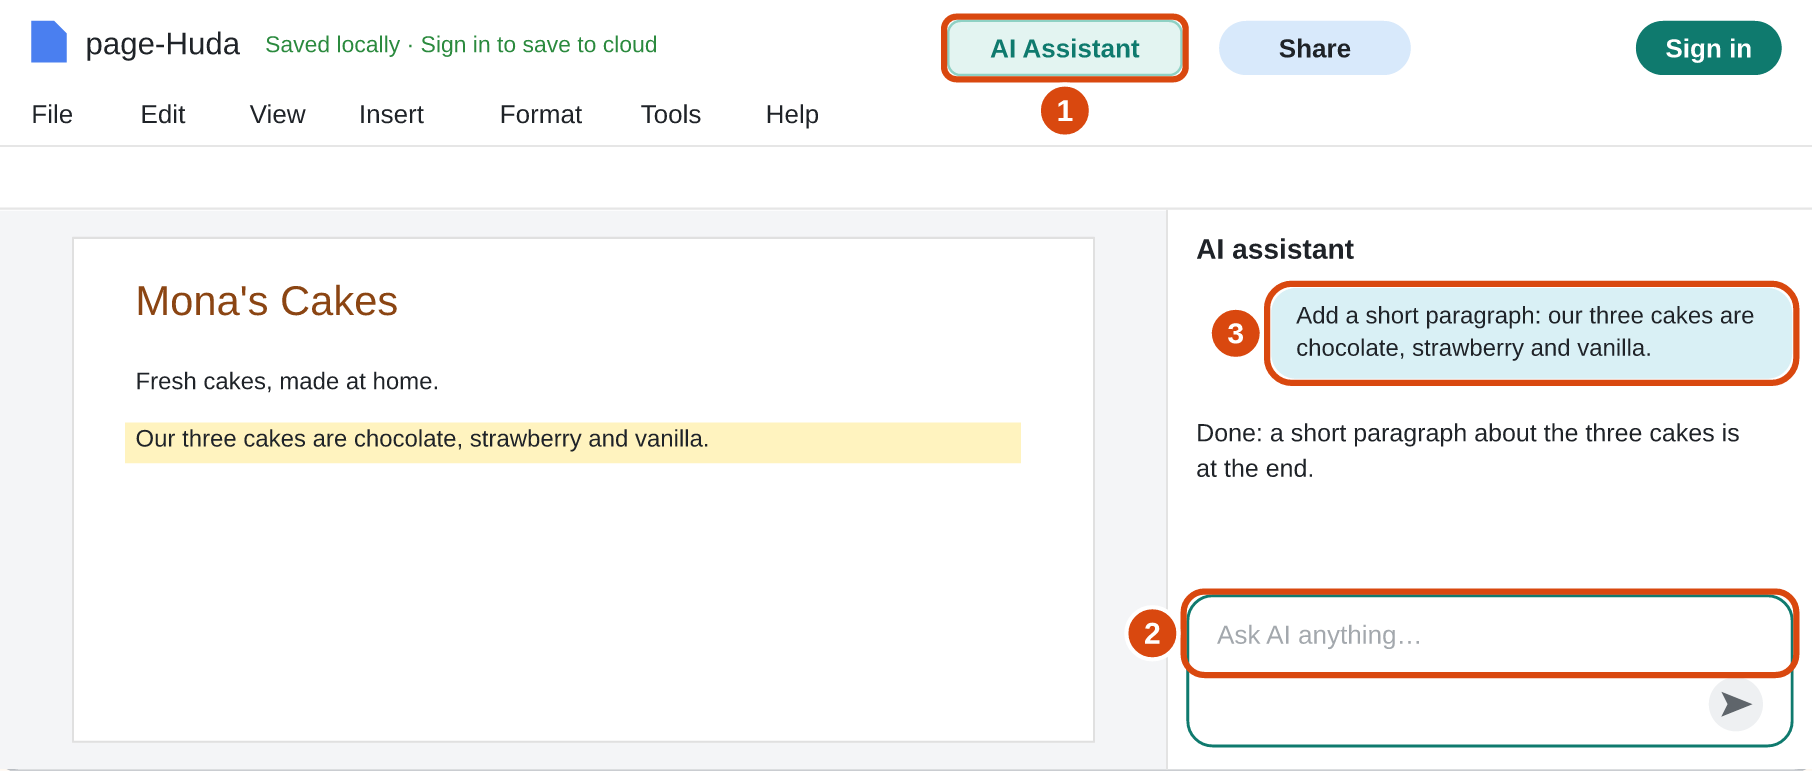 page-Huda
Saved locally · Sign in to save to cloud
AI Assistant
Share
Sign in
File
Edit
View
Insert
Format
Tools
Help
1
Mona's Cakes
Fresh cakes, made at home.
Our three cakes are chocolate, strawberry and vanilla.
AI assistant
3
Add a short paragraph: our three cakes are
chocolate, strawberry and vanilla.
Done: a short paragraph about the three cakes is
at the end.
2
Ask AI anything…